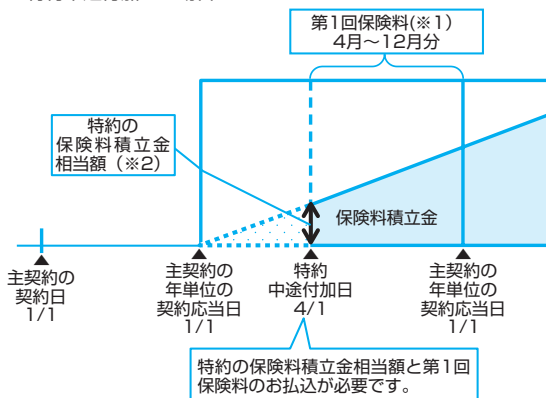 第1回保険料(※1)
4月～12月分
特約の
保険料積立金
相当額（※2）
保険料積立金
主契約の
契約日
1/1
主契約の
年単位の
契約応当日
1/1
特約
中途付加日
4/1
主契約の
年単位の
契約応当日
1/1
特約の保険料積立金相当額と第1回
保険料のお払込が必要です。